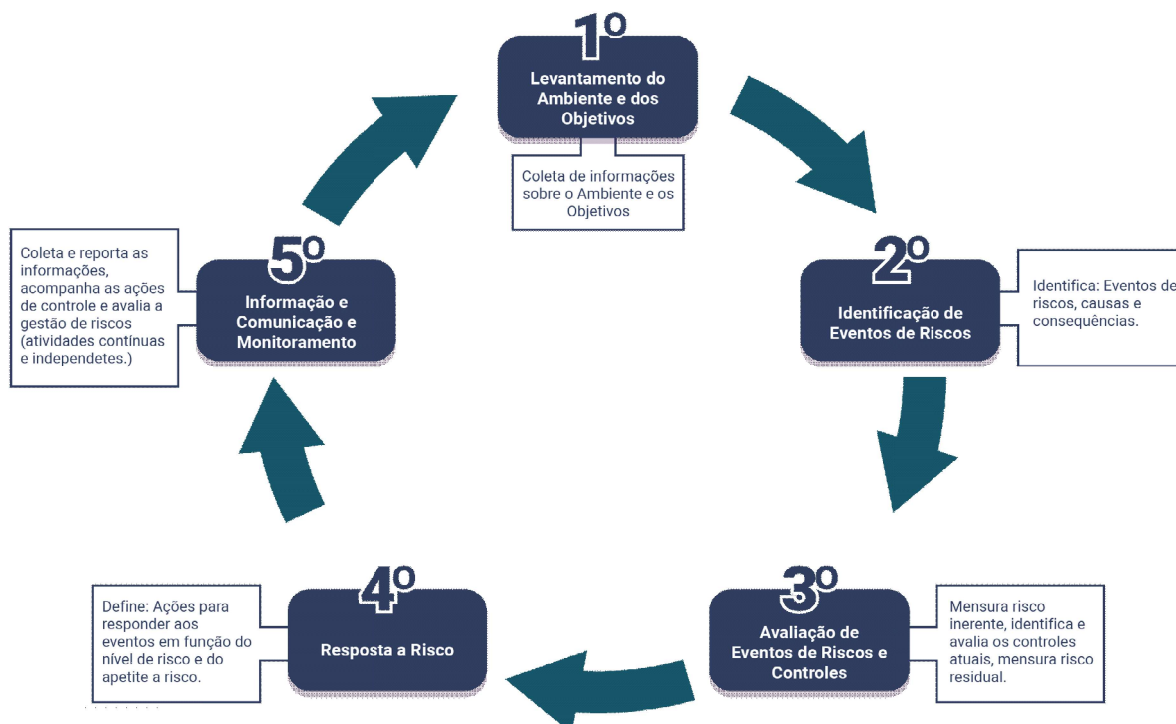 1º
Levantamento do
Ambiente e dos
Objetivos
Coleta de informações
sobre o Ambiente e os
Objetivos
2º
Identificação de
Eventos de Riscos
Identifica: Eventos de
riscos, causas e
consequências.
3º
Avaliação de
Eventos de Riscos e
Controles
Mensura risco
inerente, identifica e
avalia os controles
atuais, mensura risco
residual.
4º
Resposta a Risco
Define: Ações para
responder aos
eventos em função do
nível de risco e do
apetite a risco.
5º
Informação e
Comunicação e
Monitoramento
Coleta e reporta as
informações,
acompanha as ações
de controle e avalia a
gestão de riscos
(atividades contínuas
e independetes.)